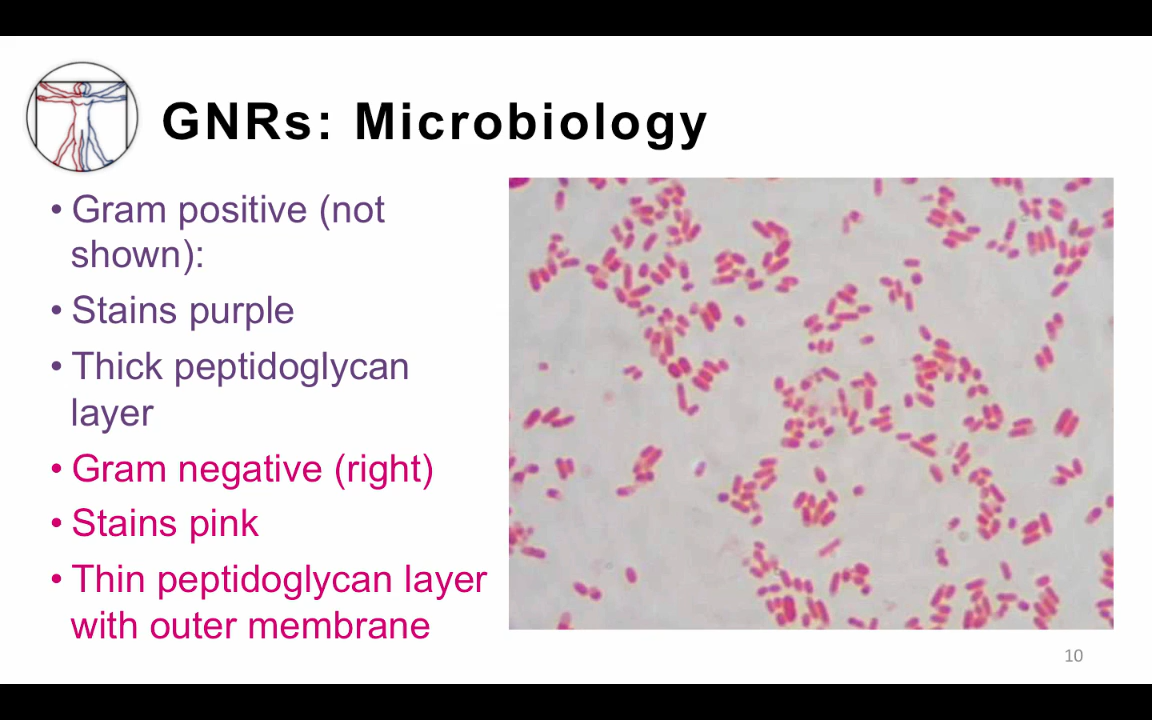 GNRs: Microbiology
• Gram positive (not
shown):
• Stains purple
• Thick peptidoglycan
layer
• Gram negative (right)
• Stains pink
• Thin peptidoglycan layer
with outer membrane
10